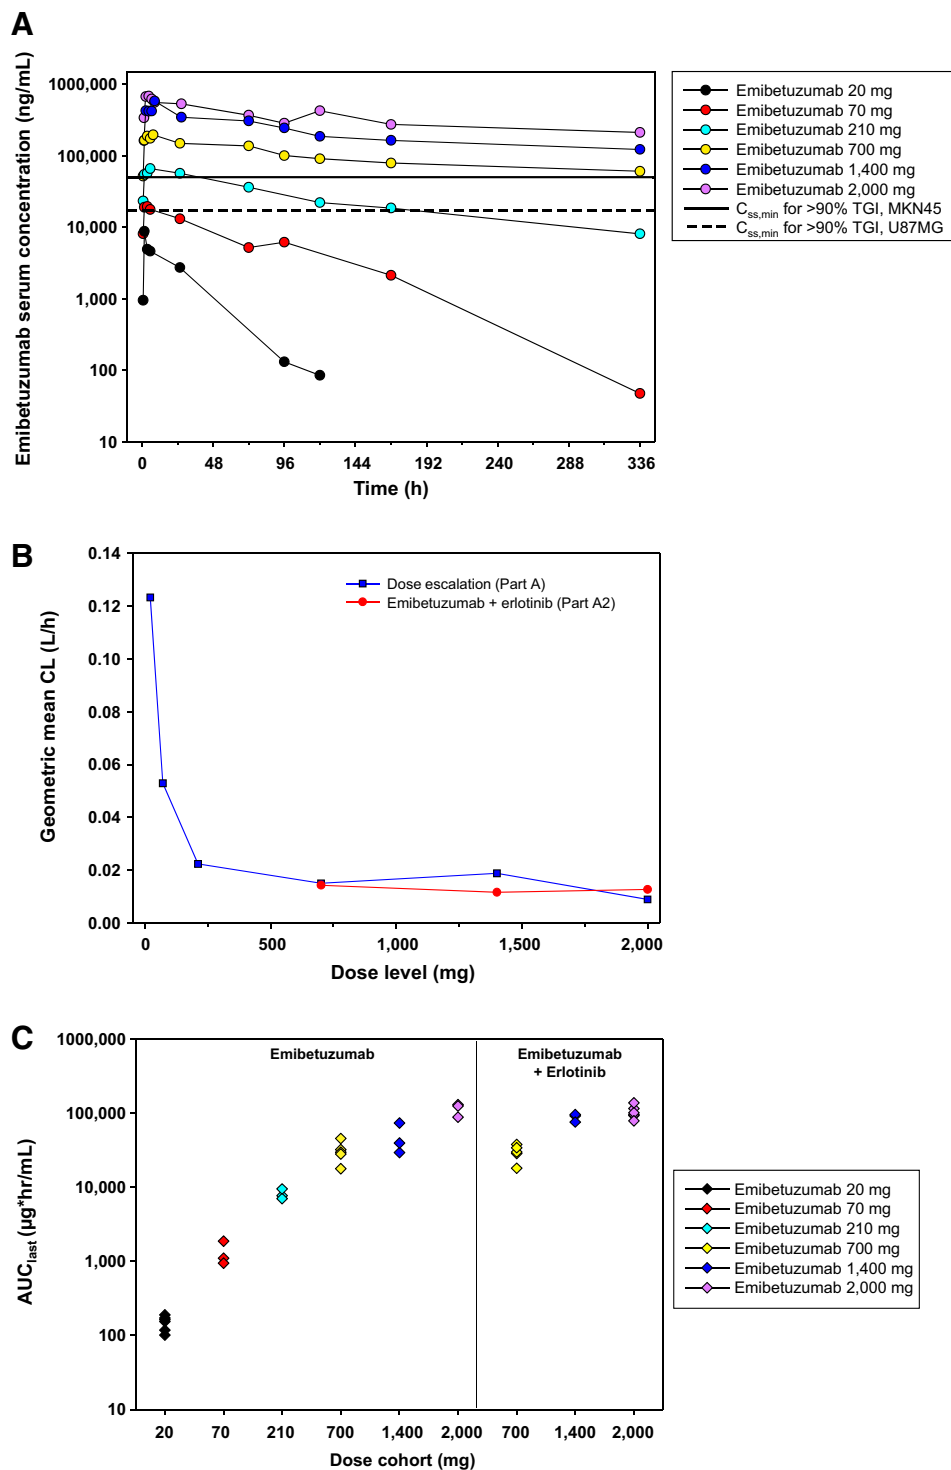 A
Emibetuzumab serum concentration (ng/mL)
1000,000
100,000
10,000
1,000
100
10
0 48 96 144 192 240 288 336
Time (h)
Emibetuzumab 20 mg
Emibetuzumab 70 mg
Emibetuzumab 210 mg
Emibetuzumab 700 mg
Emibetuzumab 1,400 mg
Emibetuzumab 2,000 mg
Css,min for >90% TGI, MKN45
Css,min for >90% TGI, U87MG
B
Geometric mean CL (L/h)
0.14
0.12
0.10
0.08
0.06
0.04
0.02
0.00
0 500 1,000 1,500 2,000
Dose level (mg)
Dose escalation (Part A)
Emibetuzumab + erlotinib (Part A2)
C
AUClast (µg*hr/mL)
1000,000
100,000
10,000
1,000
100
10
Emibetuzumab
Emibetuzumab
+ Erlotinib
20 70 210 700 1,400 2,000 700 1,400 2,000
Dose cohort (mg)
Emibetuzumab 20 mg
Emibetuzumab 70 mg
Emibetuzumab 210 mg
Emibetuzumab 700 mg
Emibetuzumab 1,400 mg
Emibetuzumab 2,000 mg